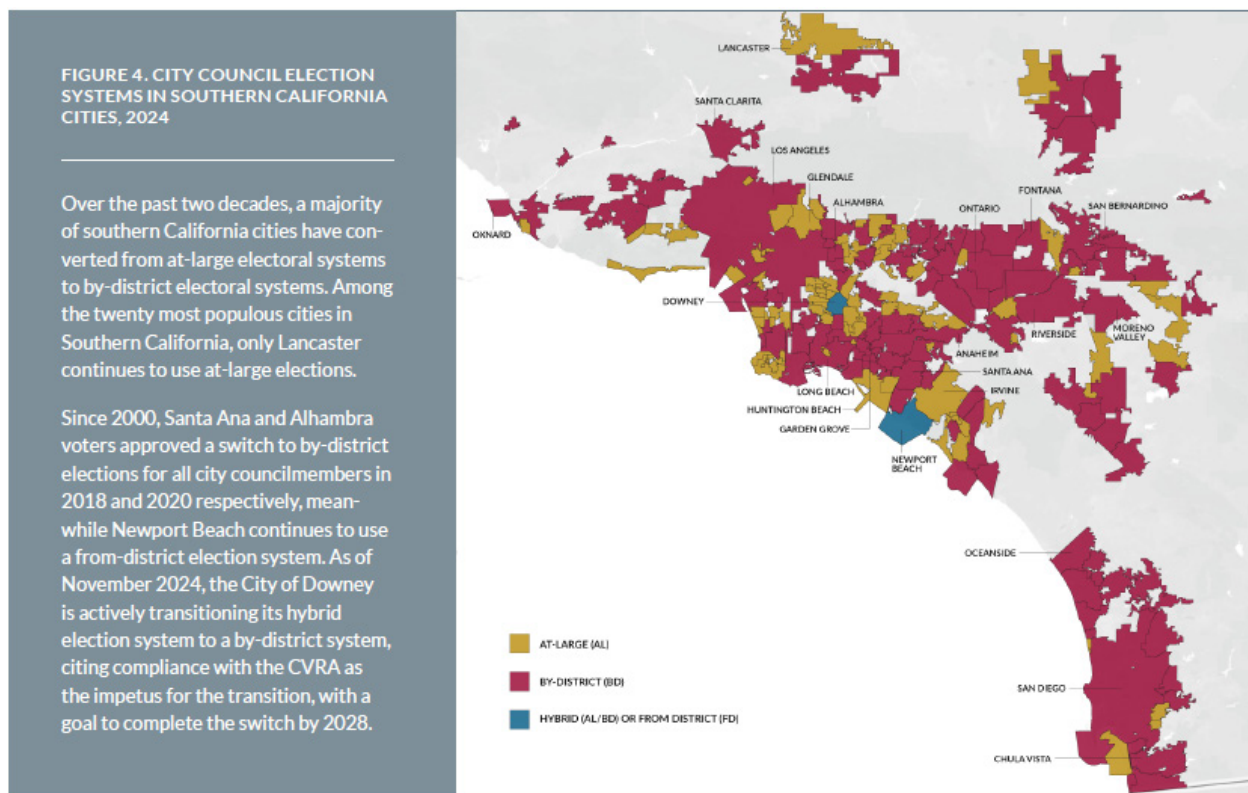 FIGURE 4. CITY COUNCIL ELECTION
SYSTEMS IN SOUTHERN CALIFORNIA
CITIES, 2024
Over the past two decades, a majority
of southern California cities have con-
verted from at-large electoral systems
to by-district electoral systems. Among
the twenty most populous cities in
Southern California, only Lancaster
continues to use at-large elections.
Since 2000, Santa Ana and Alhambra
voters approved a switch to by-district
elections for all city councilmembers in
2018 and 2020 respectively, mean-
while Newport Beach continues to use
a from-district election system. As of
November 2024, the City of Downey
is actively transitioning its hybrid
election system to a by-district system,
citing compliance with the CVRA as
the impetus for the transition, with a
goal to complete the switch by 2028.
LANCASTER
SANTA CLARITA
LOS ANGELES
GLENDALE
ALHAMBRA
ONTARIO
FONTANA
SAN BERNARDINO
OXNARD
DOWNEY
RIVERSIDE
MORENO
VALLEY
ANAHEIM
SANTA ANA
LONG BEACH
IRVINE
HUNTINGTON BEACH
GARDEN GROVE
NEWPORT
BEACH
OCEANSIDE
SAN DIEGO
CHULA VISTA
AT-LARGE (AL)
BY-DISTRICT (BD)
HYBRID (AL/BD) OR FROM DISTRICT (FD)